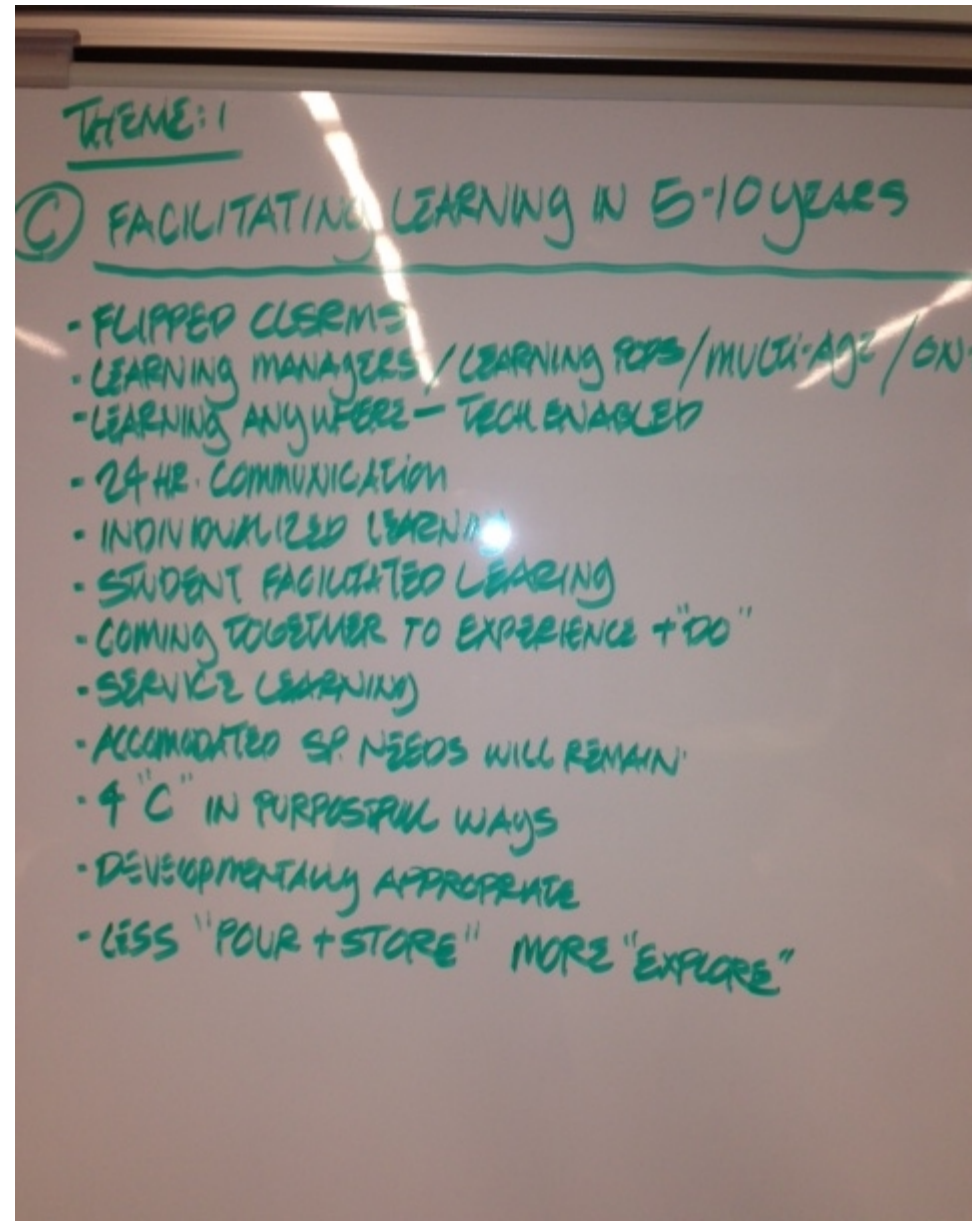 THEME: 1
C FACILITATING LEARNING IN 5-10 YEARS
- FLIPPED CLSRMS
- LEARNING MANAGERS / LEARNING PODS / MULTI-AGE / ON-
- LEARNING ANYWHERE — TECH ENABLED
- 24 HR. COMMUNICATION
- INDIVIDUALIZED LEARNING
- STUDENT FACILITATED LEARING
- COMING TOGETHER TO EXPERIENCE + "DO"
- SERVICE LEARNING
- ACCOMODATED SP. NEEDS WILL REMAIN.
- 4 "C" IN PURPOSEFUL WAYS
- DEVELOPMENTALLY APPROPRIATE
- LESS "POUR + STORE" MORE "EXPLORE"